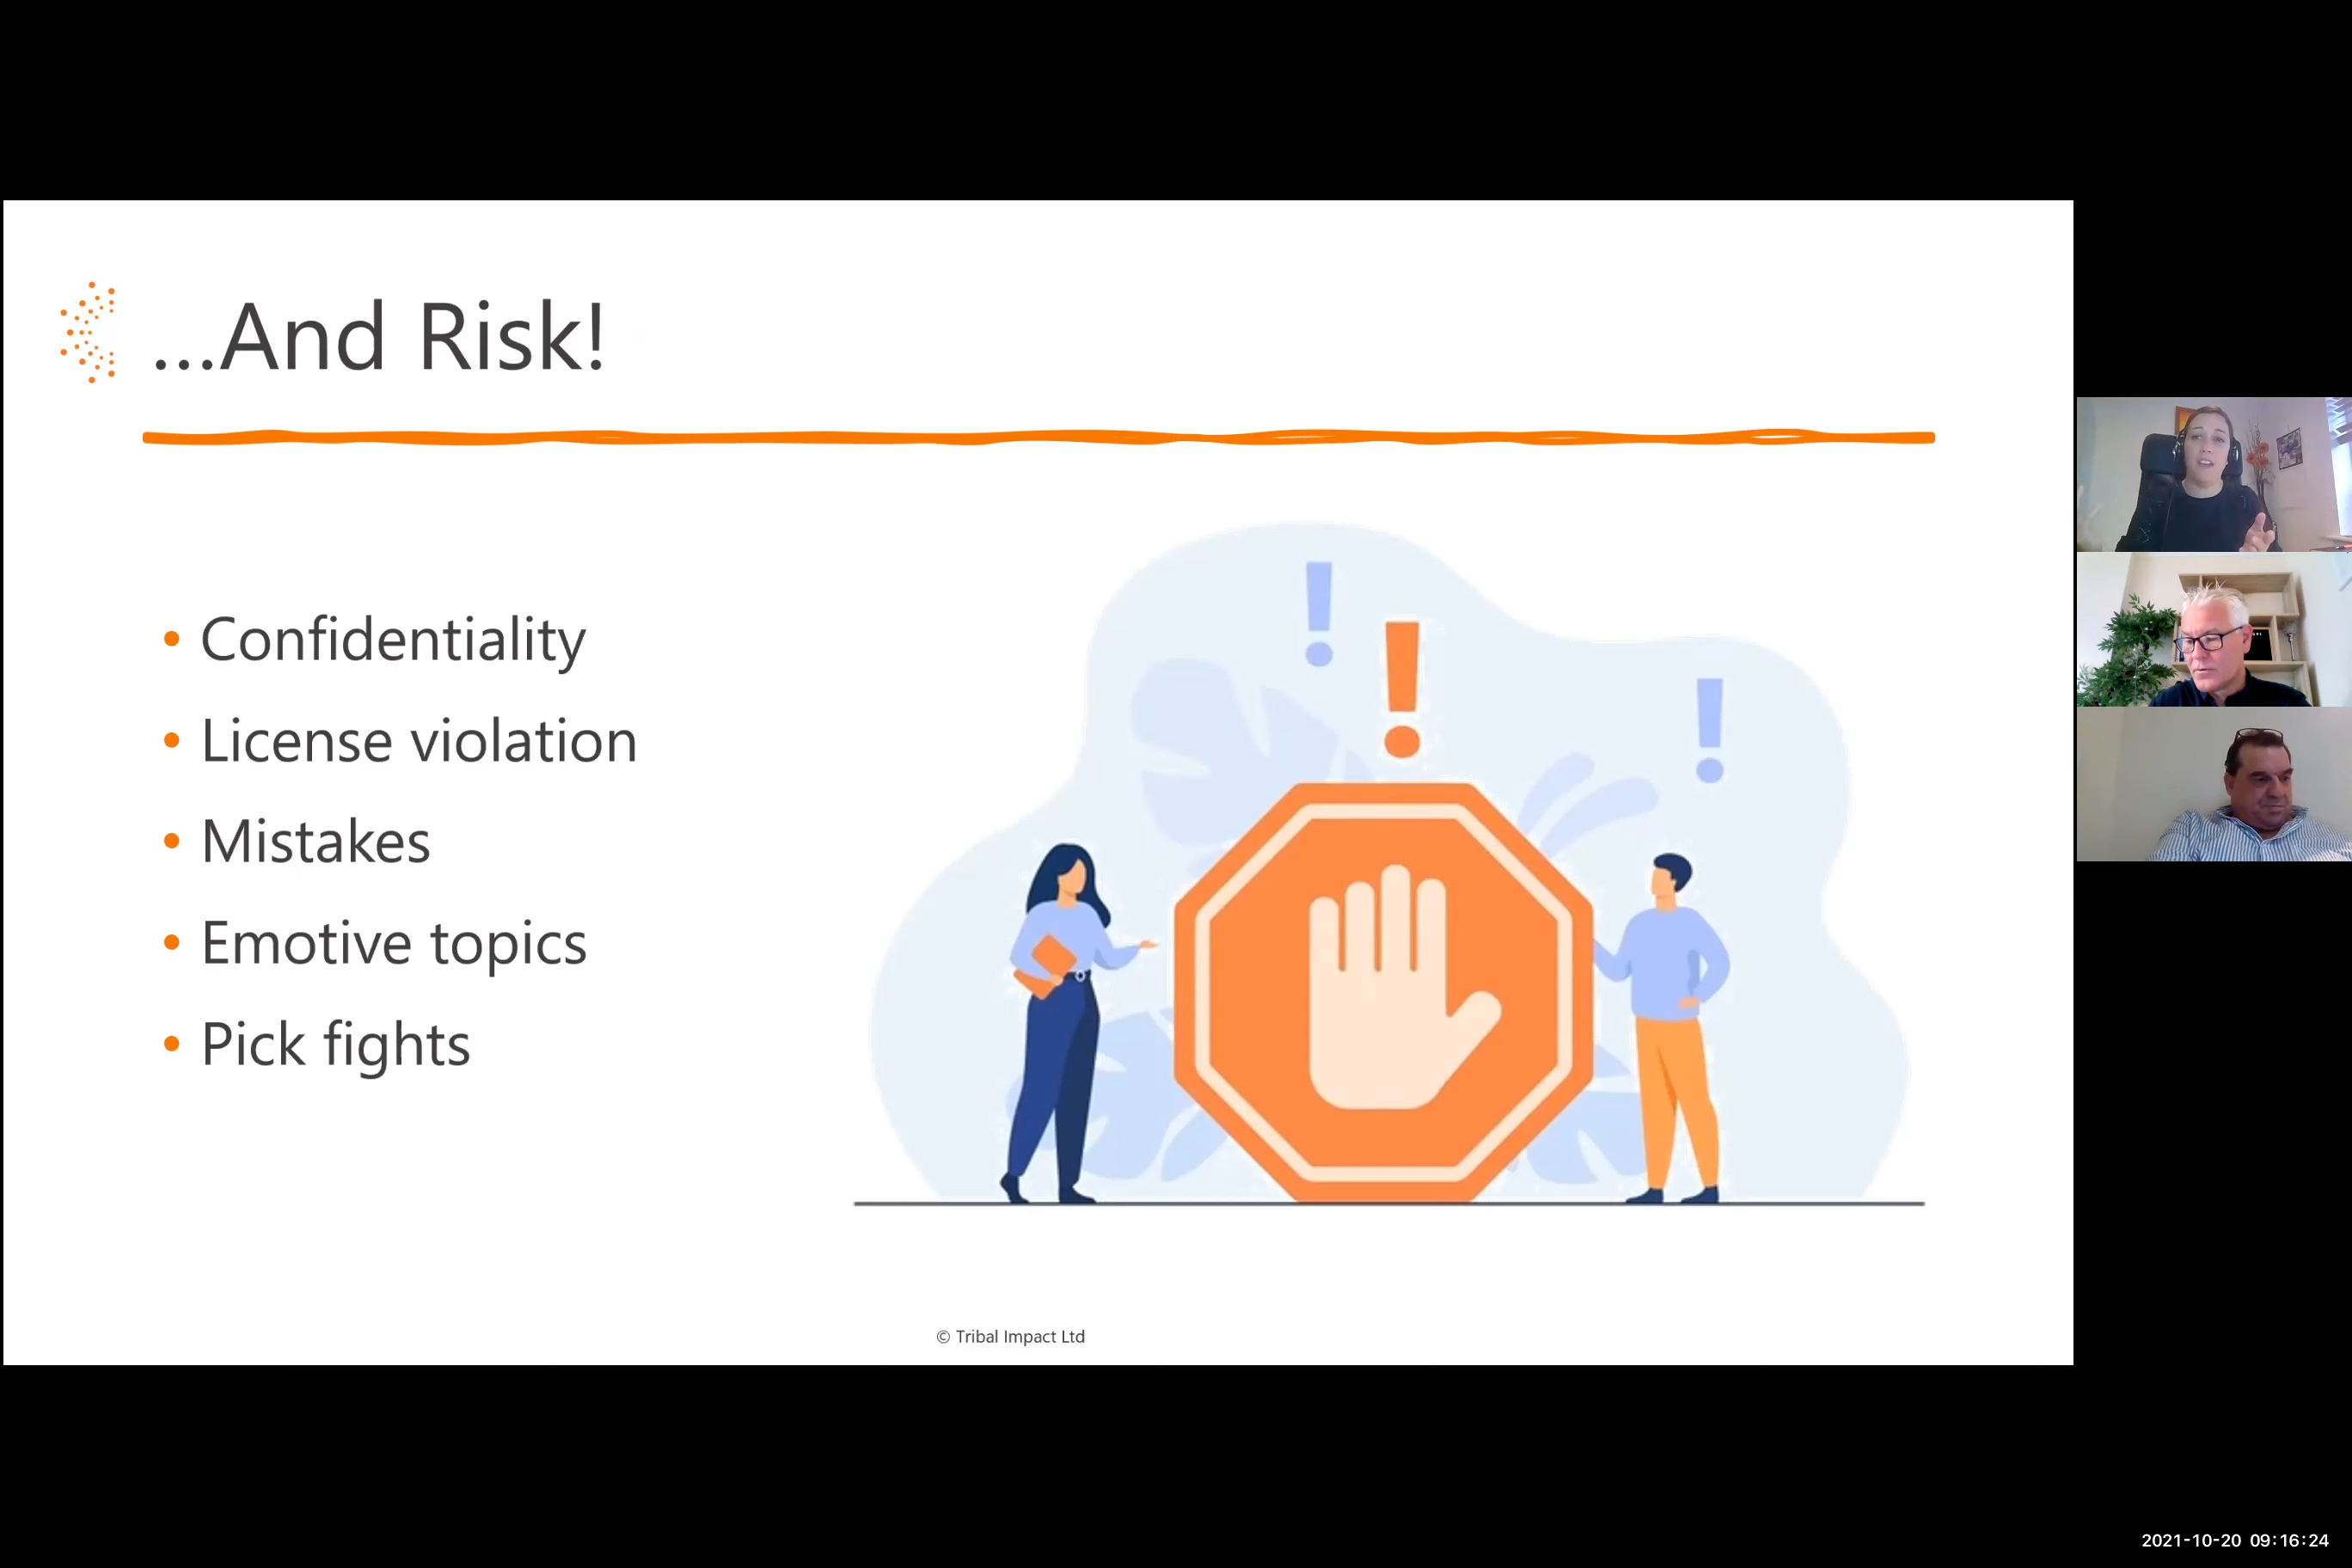 ...And Risk!
Confidentiality
License violation
Mistakes
Emotive topics
Pick fights
© Tribal Impact Ltd
2021-10-20 09:16:24